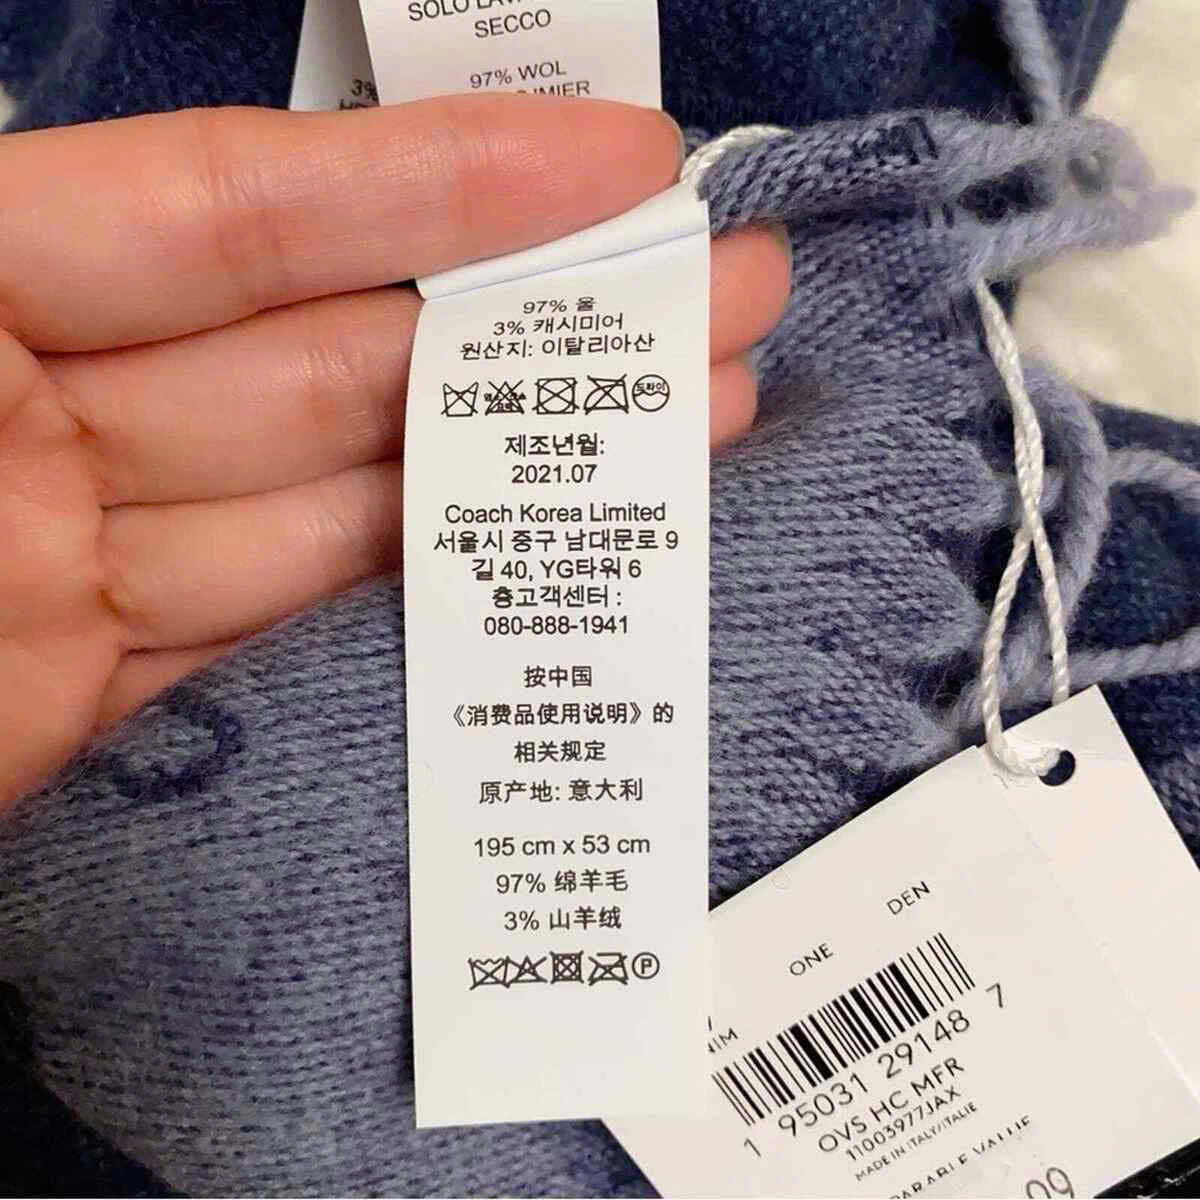 SECCO
97% WOL
3%
97% 울
3% 캐시미어
원산지: 이탈리아산
드라이
제조년월:
2021.07
Coach Korea Limited
서울시 중구 남대문로 9
길 40, YG타워 6
층고객센터 :
080-888-1941
按中国
《消费品使用说明》的
相关规定
原产地: 意大利
195 cm x 53 cm
97% 绵羊毛
3% 山羊绒
P
ONE DEN
1 95031 29148 7
OVS HC MFR
11003977JAX
MADE IN ITALY/ITALIE